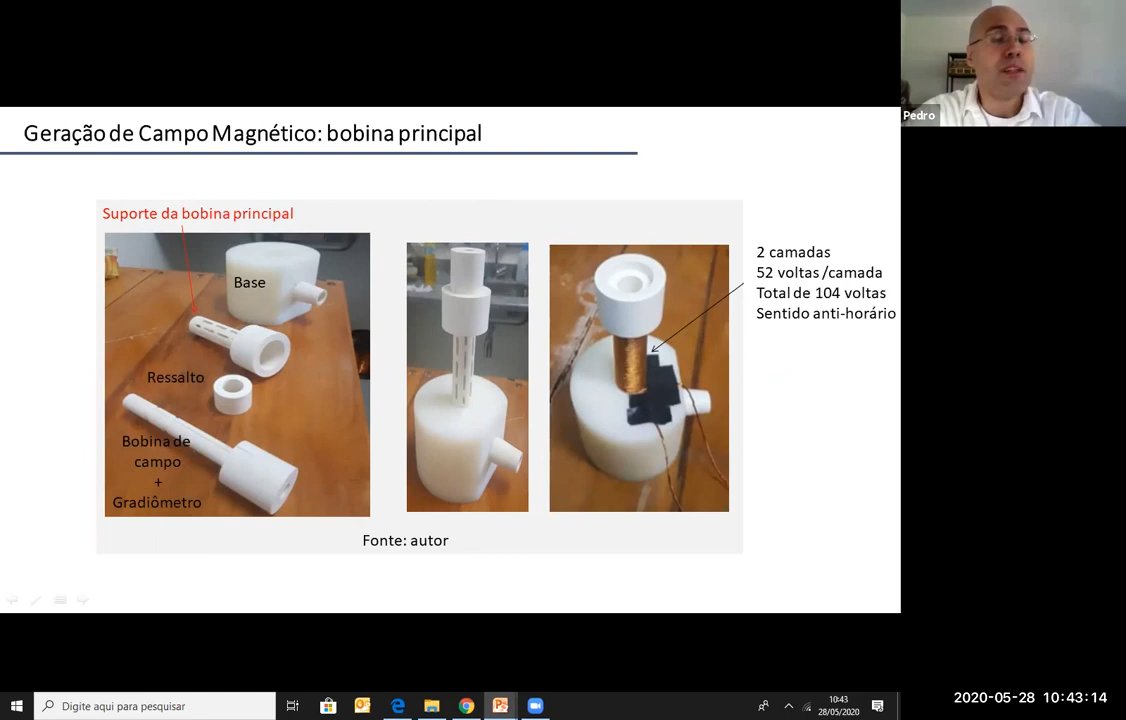 Pedro
Geração de Campo Magnético: bobina principal
Suporte da bobina principal
Base
Ressalto
Bobina de
campo
+
Gradiômetro
2 camadas
52 voltas /camada
Total de 104 voltas
Sentido anti-horário
Fonte: autor
Digite aqui para pesquisar
10:43
28/05/2020
2020-05-28 10:43:14